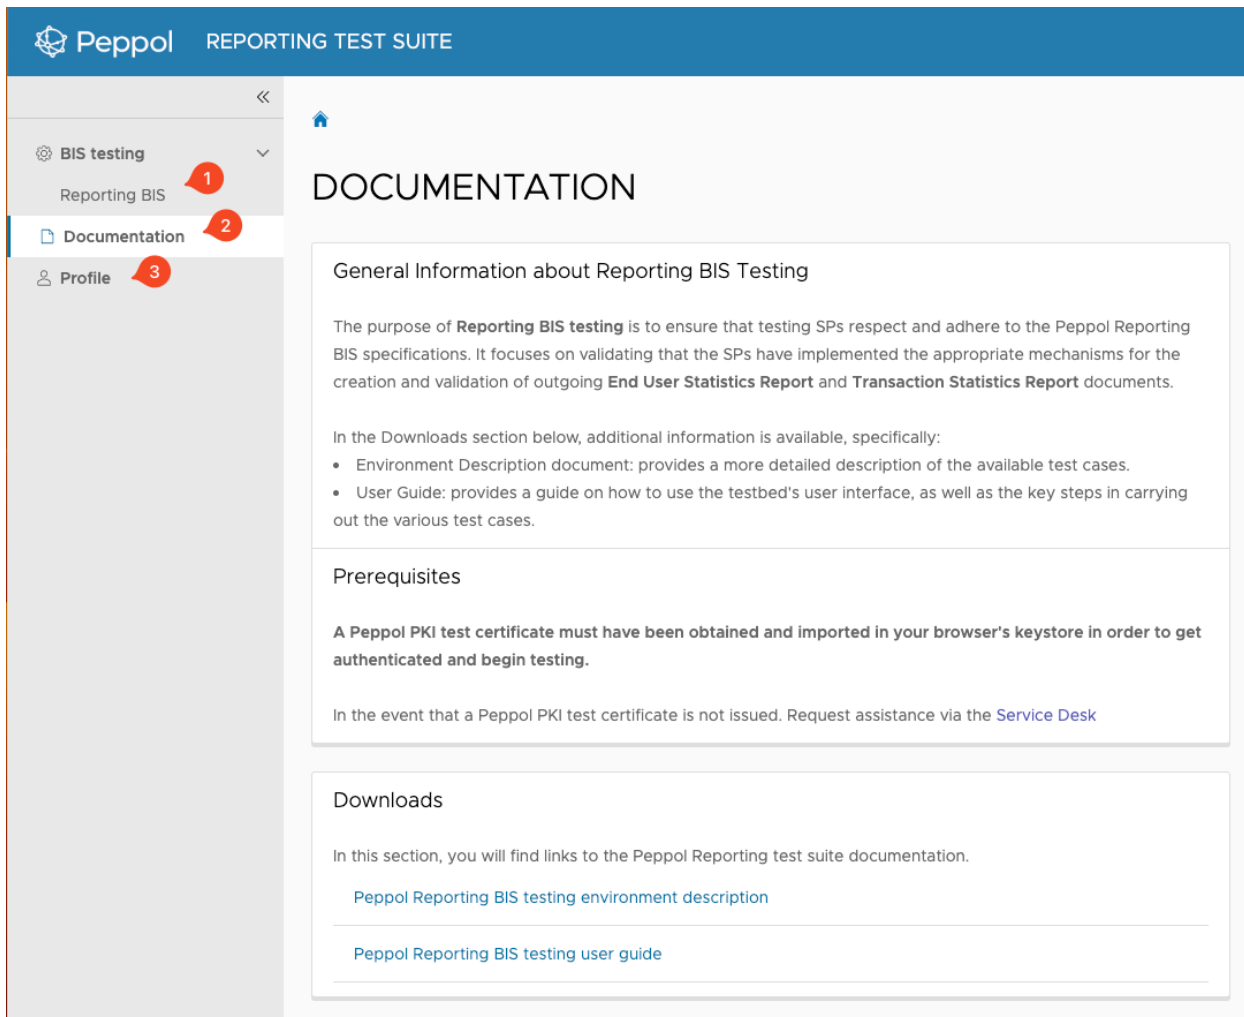 Peppol REPORTING TEST SUITE
BIS testing
1
Reporting BIS
2
Documentation
3
Profile
DOCUMENTATION
General Information about Reporting BIS Testing
The purpose of Reporting BIS testing is to ensure that testing SPs respect and adhere to the Peppol Reporting
BIS specifications. It focuses on validating that the SPs have implemented the appropriate mechanisms for the
creation and validation of outgoing End User Statistics Report and Transaction Statistics Report documents.
In the Downloads section below, additional information is available, specifically:
• Environment Description document: provides a more detailed description of the available test cases.
• User Guide: provides a guide on how to use the testbed's user interface, as well as the key steps in carrying
out the various test cases.
Prerequisites
A Peppol PKI test certificate must have been obtained and imported in your browser's keystore in order to get
authenticated and begin testing.
In the event that a Peppol PKI test certificate is not issued. Request assistance via the Service Desk
Downloads
In this section, you will find links to the Peppol Reporting test suite documentation.
Peppol Reporting BIS testing environment description
Peppol Reporting BIS testing user guide